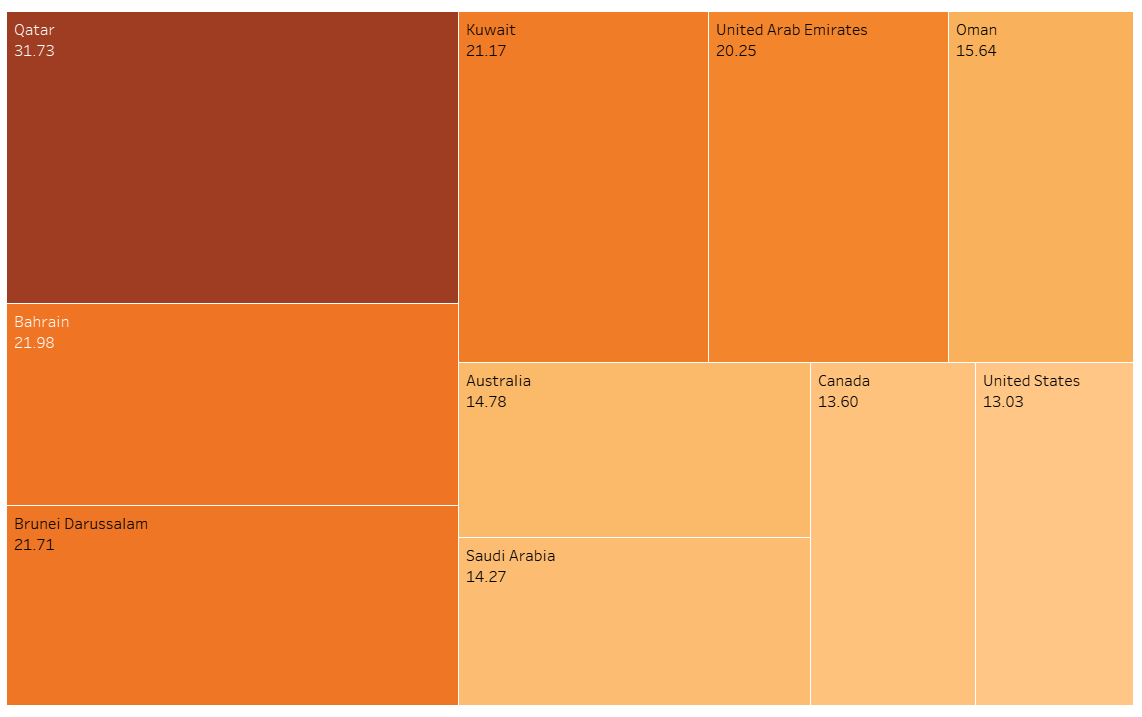 Qatar
31.73
Kuwait
21.17
United Arab Emirates
20.25
Oman
15.64
Bahrain
21.98
Australia
14.78
Canada
13.60
United States
13.03
Brunei Darussalam
21.71
Saudi Arabia
14.27